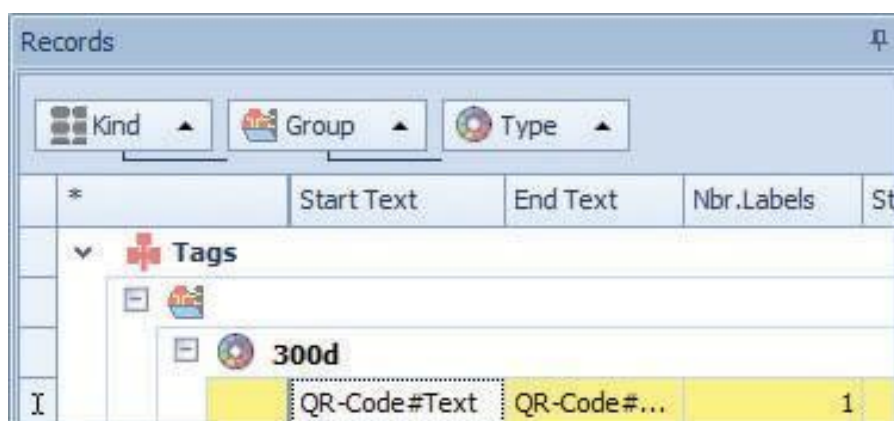 Records
Kind Group Type
* Start Text End Text Nbr.Labels St
Tags
300d
QR-Code#Text QR-Code#... 1